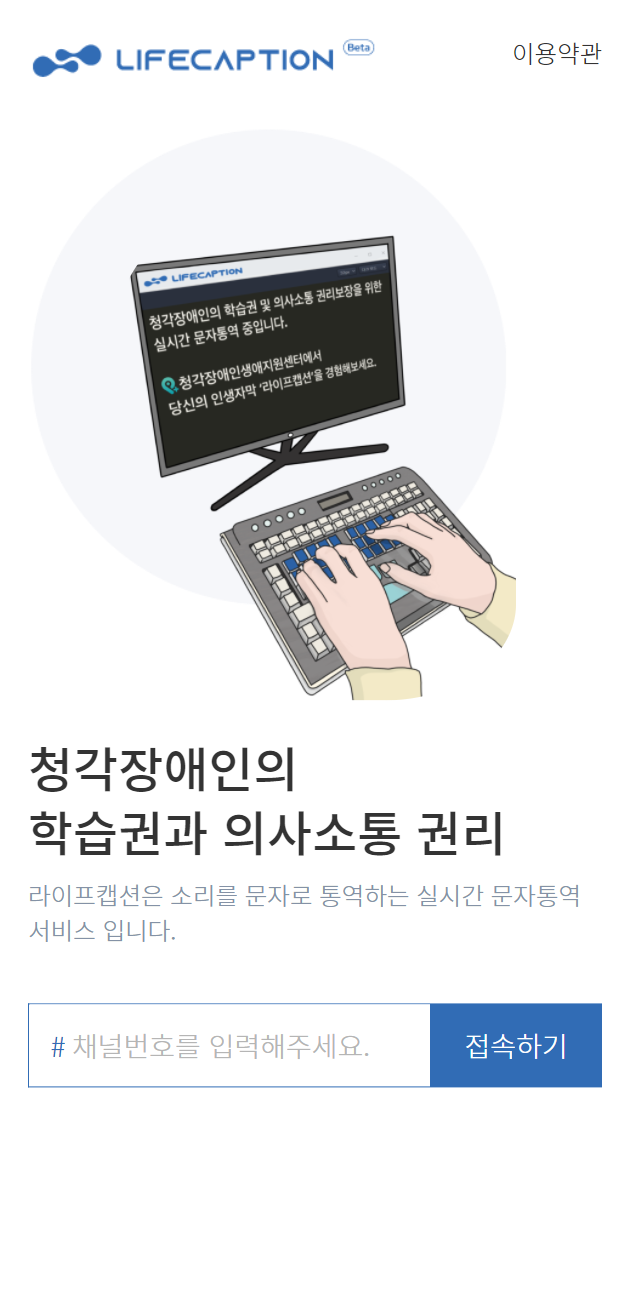 LIFECAPTION Beta
이용약관
LIFECAPTION
청각장애인의 학습권 및 의사소통 권리보장을 위한
실시간 문자통역 중입니다.
청각장애인생애지원센터에서
당신의 인생자막 '라이프캡션'을 경험해보세요.
청각장애인의
학습권과 의사소통 권리
라이프캡션은 소리를 문자로 통역하는 실시간 문자통역
서비스 입니다.
# 채널번호를 입력해주세요.
접속하기